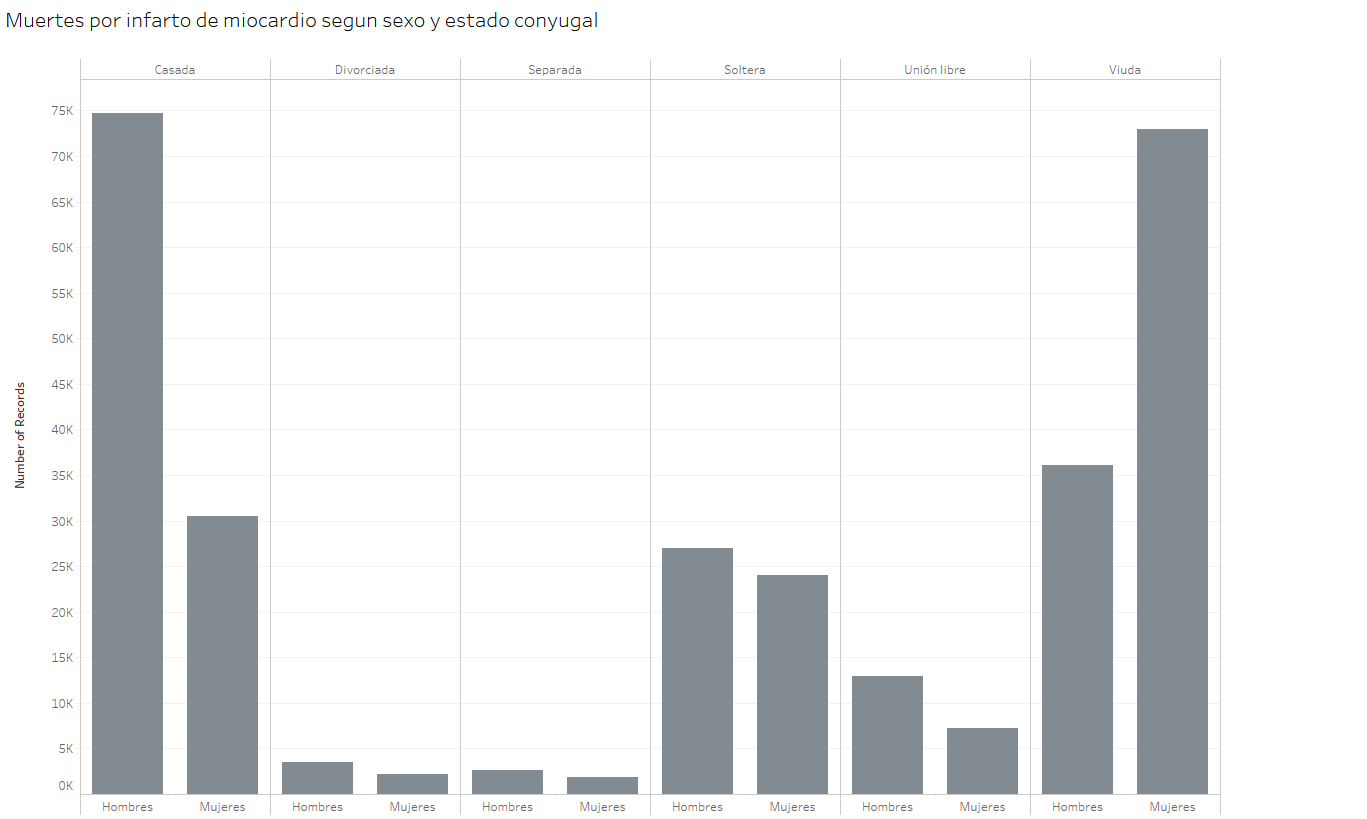 Muertes por infarto de miocardio segun sexo y estado conyugal
Casada Divorciada Separada Soltera Unión libre Viuda
75K
70K
65K
60K
55K
50K
45K
40K
35K
30K
25K
20K
15K
10K
5K
0K
Number of Records
Hombres Mujeres Hombres Mujeres Hombres Mujeres Hombres Mujeres Hombres Mujeres Hombres Mujeres